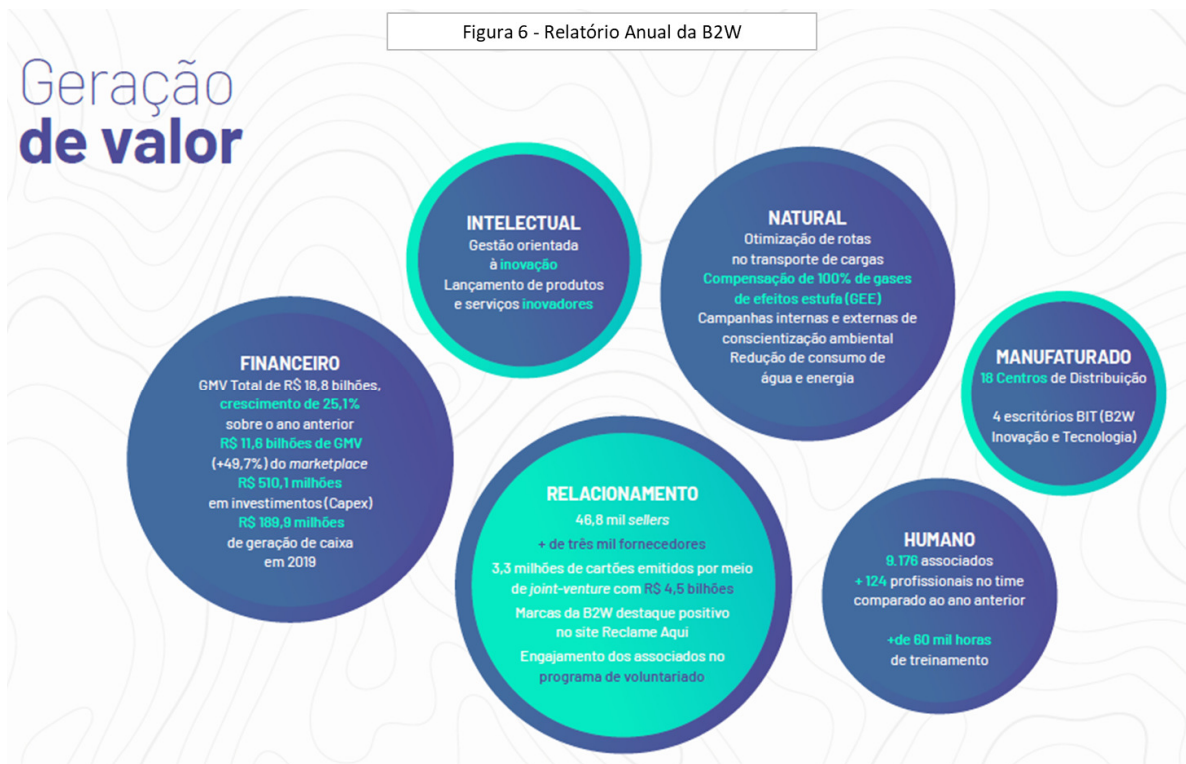 Figura 6 - Relatório Anual da B2W
Geração
de valor
INTELECTUAL
Gestão orientada
à inovação
Lançamento de produtos
e serviços inovadores
NATURAL
Otimização de rotas
no transporte de cargas
Compensação de 100% de gases
de efeitos estufa (GEE)
Campanhas internas e externas de
conscientização ambiental
Redução de consumo de
água e energia
FINANCEIRO
GMV Total de R$ 18,8 bilhões,
crescimento de 25,1%
sobre o ano anterior
R$ 11,6 bilhões de GMV
(+49,7%) do marketplace
R$ 510,1 milhões
em investimentos (Capex)
R$ 189,9 milhões
de geração de caixa
em 2019
MANUFATURADO
18 Centros de Distribuição
4 escritórios BIT (B2W
Inovação e Tecnologia)
RELACIONAMENTO
46,8 mil sellers
+ de três mil fornecedores
3,3 milhões de cartões emitidos por meio
de joint-venture com R$ 4,5 bilhões
Marcas da B2W destaque positivo
no site Reclame Aqui
Engajamento dos associados no
programa de voluntariado
HUMANO
9.176 associados
+ 124 profissionais no time
comparado ao ano anterior
+de 60 mil horas
de treinamento